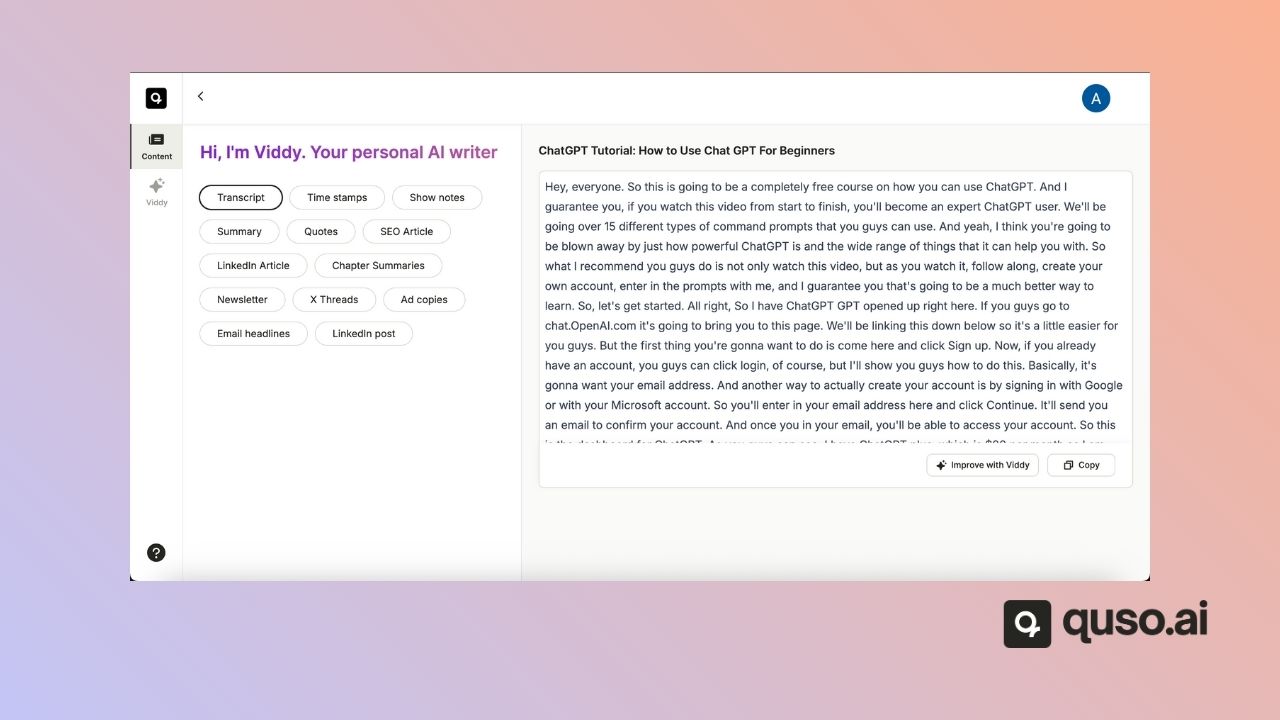 A
Content
Viddy
Hi, I'm Viddy. Your personal AI writer
Transcript
Time stamps
Show notes
Summary
Quotes
SEO Article
LinkedIn Article
Chapter Summaries
Newsletter
X Threads
Ad copies
Email headlines
LinkedIn post
ChatGPT Tutorial: How to Use Chat GPT For Beginners
Hey, everyone. So this is going to be a completely free course on how you can use ChatGPT. And I
guarantee you, if you watch this video from start to finish, you'll become an expert ChatGPT user. We'll be
going over 15 different types of command prompts that you guys can use. And yeah, I think you're going to
be blown away by just how powerful ChatGPT is and the wide range of things that it can help you with. So
what I recommend you guys do is not only watch this video, but as you watch it, follow along, create your
own account, enter in the prompts with me, and I guarantee you that's going to be a much better way to
learn. So, let's get started. All right, So I have ChatGPT GPT opened up right here. If you guys go to
chat.OpenAI.com it's going to bring you to this page. We'll be linking this down below so it's a little easier for
you guys. But the first thing you're gonna want to do is come here and click Sign up. Now, if you already
have an account, you guys can click login, of course, but I'll show you guys how to do this. Basically, it's
gonna want your email address. And another way to actually create your account is by signing in with Google
or with your Microsoft account. So you'll enter in your email address here and click Continue. It'll send you
an email to confirm your account. And once you in your email, you'll be able to access your account. So this
Improve with Viddy
Copy
?
quso.ai